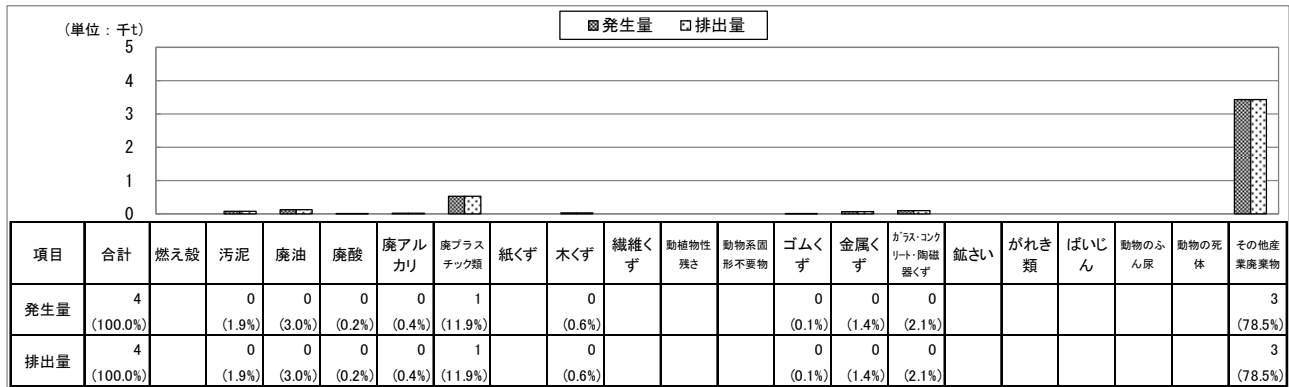 (単位：千t)
発生量 排出量
5
4
3
2
1
0
項目 合計 燃え殻 汚泥 廃油 廃酸 廃アルカリ 廃プラスチック類 紙くず 木くず 繊維くず 動植物性残さ 動物系固形不要物 ゴムくず 金属くず ガラス・コンクリート・陶磁器くず 鉱さい がれき類 ばいじん 動物のふん尿 動物の死体 その他産業廃棄物
発生量 4 0 0 0 0 1 0 0 0 0 3
(100.0%) (1.9%) (3.0%) (0.2%) (0.4%) (11.9%) (0.6%) (0.1%) (1.4%) (2.1%) (78.5%)
排出量 4 0 0 0 0 1 0 0 0 0 3
(100.0%) (1.9%) (3.0%) (0.2%) (0.4%) (11.9%) (0.6%) (0.1%) (1.4%) (2.1%) (78.5%)